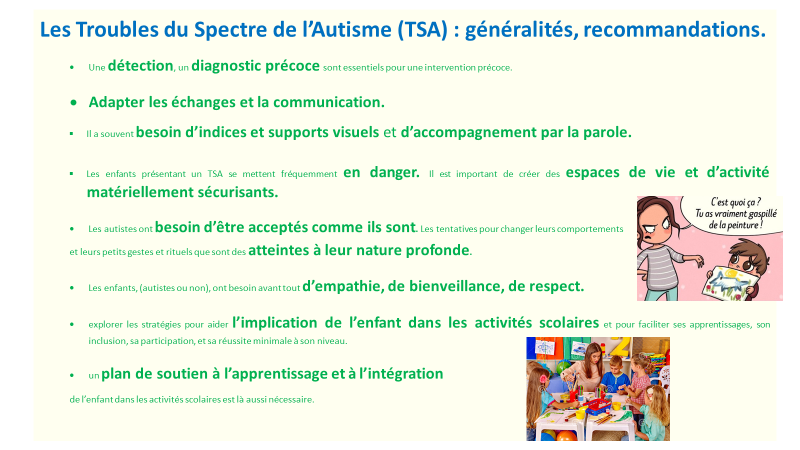 Les Troubles du Spectre de l'Autisme (TSA) : généralités, recommandations.
• Une détection, un diagnostic précoce sont essentiels pour une intervention précoce.
• Adapter les échanges et la communication.
▪ Il a souvent besoin d'indices et supports visuels et d'accompagnement par la parole.
▪ Les enfants présentant un TSA se mettent fréquemment en danger. Il est important de créer des espaces de vie et d'activité
matériellement sécurisants.
• Les autistes ont besoin d'être acceptés comme ils sont. Les tentatives pour changer leurs comportements
et leurs petits gestes et rituels que sont des atteintes à leur nature profonde.
C'est quoi ça ?
Tu as vraiment gaspillé
de la peinture !
• Les enfants, (autistes ou non), ont besoin avant tout d'empathie, de bienveillance, de respect.
• explorer les stratégies pour aider l'implication de l'enfant dans les activités scolaires et pour faciliter ses apprentissages, son
inclusion, sa participation, et sa réussite minimale à son niveau.
• un plan de soutien à l'apprentissage et à l'intégration
de l'enfant dans les activités scolaires est là aussi nécessaire.